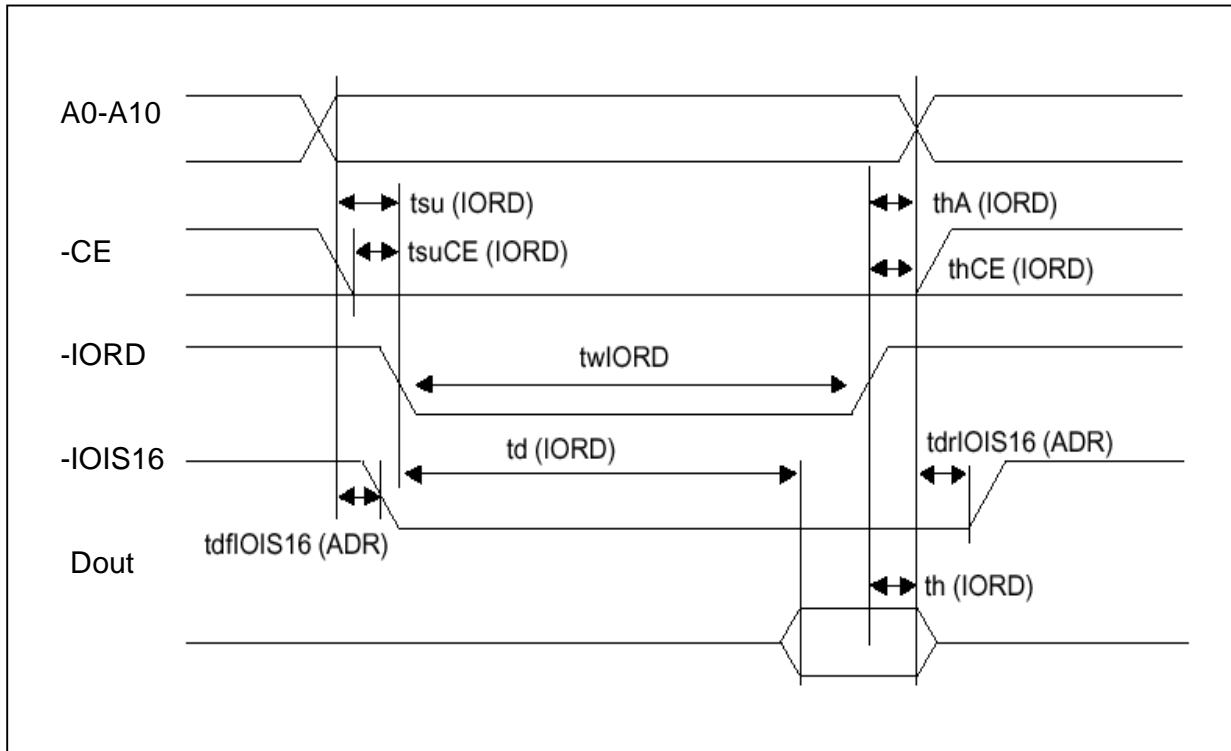 A0-A10
tsu (IORD)
thA (IORD)
-CE
tsuCE (IORD)
thCE (IORD)
-IORD
twIORD
-IOIS16
td (IORD)
tdrIOIS16 (ADR)
tdfIOIS16 (ADR)
Dout
th (IORD)